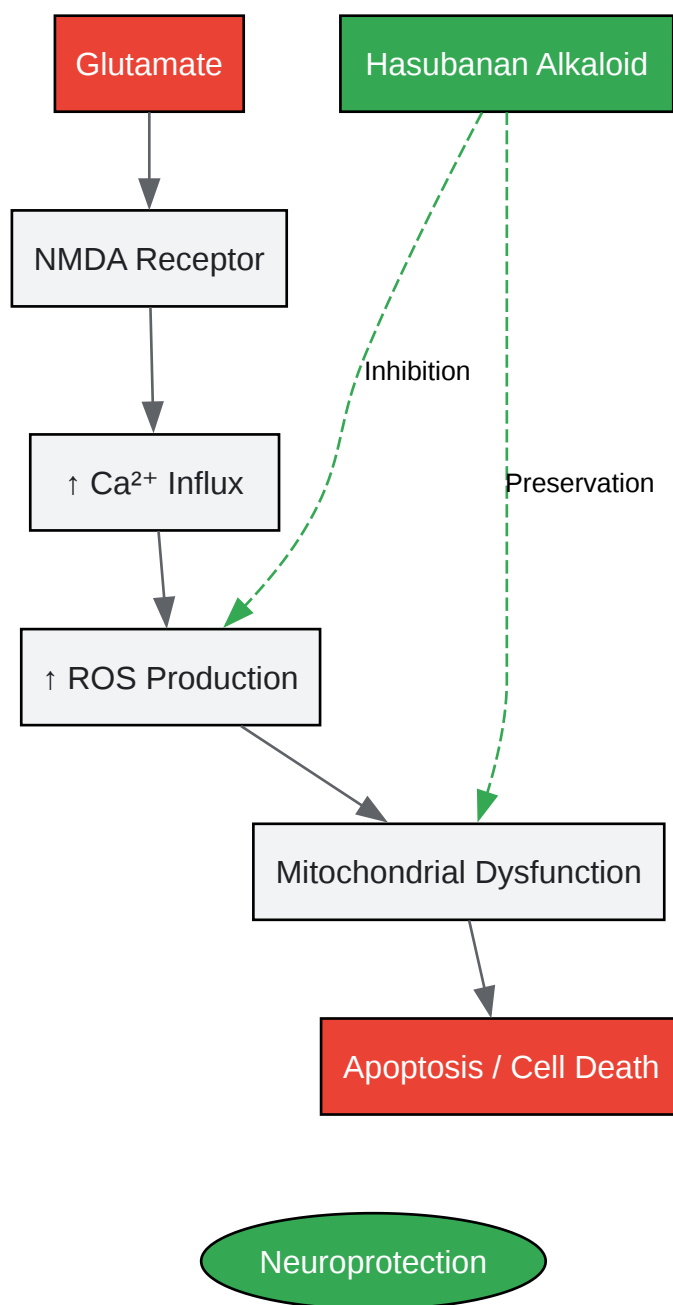 Glutamate
Hasubanan Alkaloid
NMDA Receptor
Inhibition
↑ Ca²⁺ Influx
Preservation
↑ ROS Production
Mitochondrial Dysfunction
Apoptosis / Cell Death
Neuroprotection